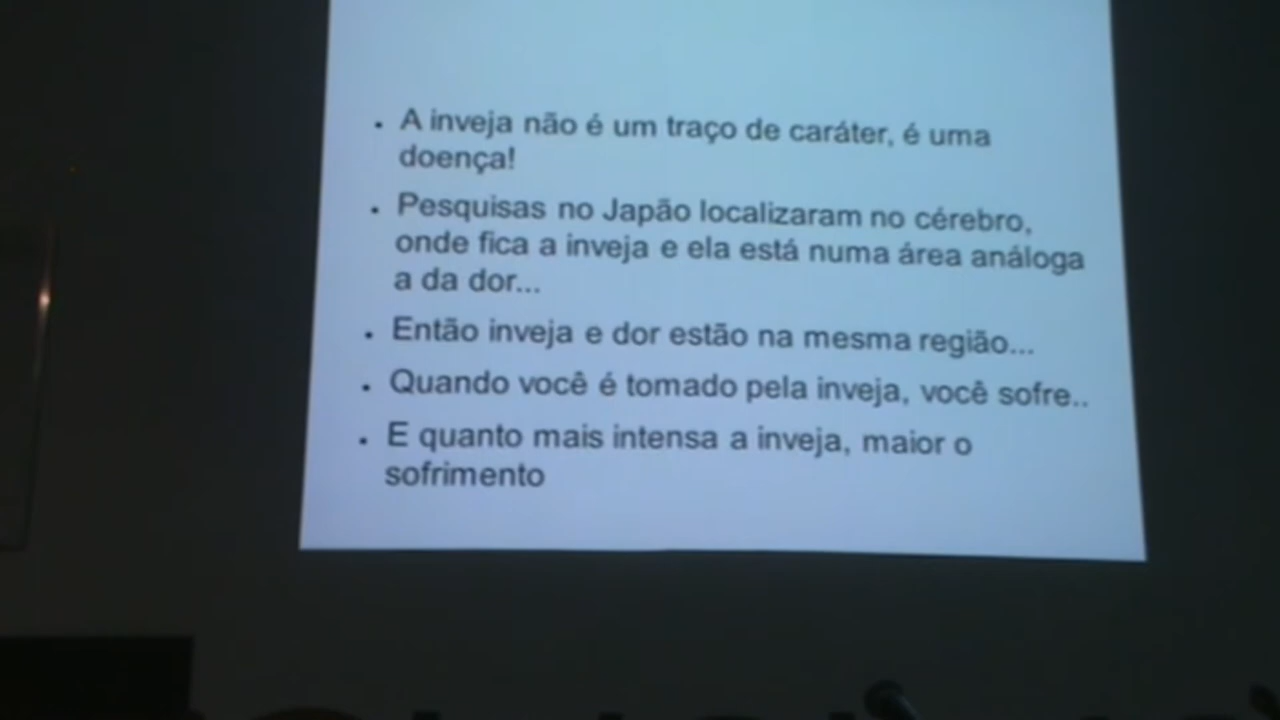 • A inveja não é um traço de caráter, é uma
doença!
• Pesquisas no Japão localizaram no cérebro,
onde fica a inveja e ela está numa área análoga
a da dor...
• Então inveja e dor estão na mesma região...
• Quando você é tomado pela inveja, você sofre..
• E quanto mais intensa a inveja, maior o
sofrimento